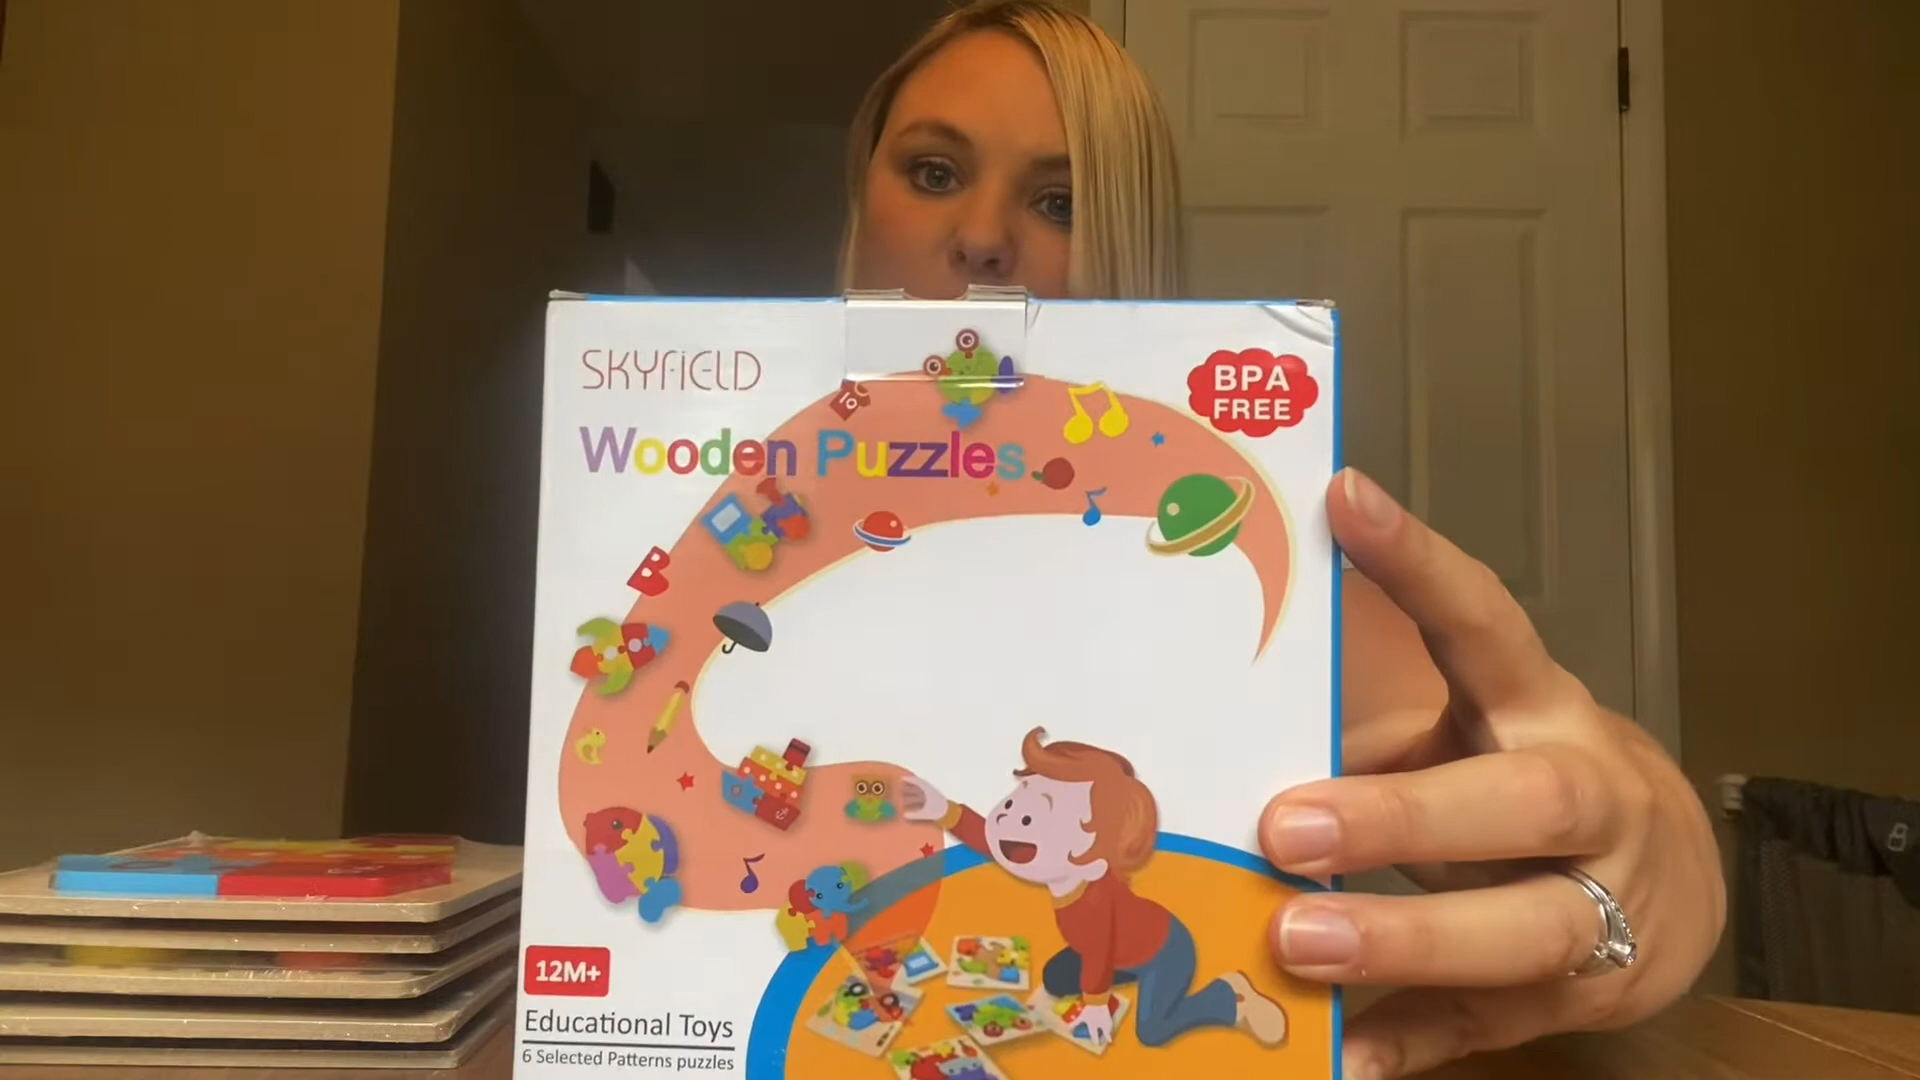 SKYFIELD
Wooden Puzzles
BPA
FREE
B
12M+
Educational Toys
6 Selected Patterns puzzles